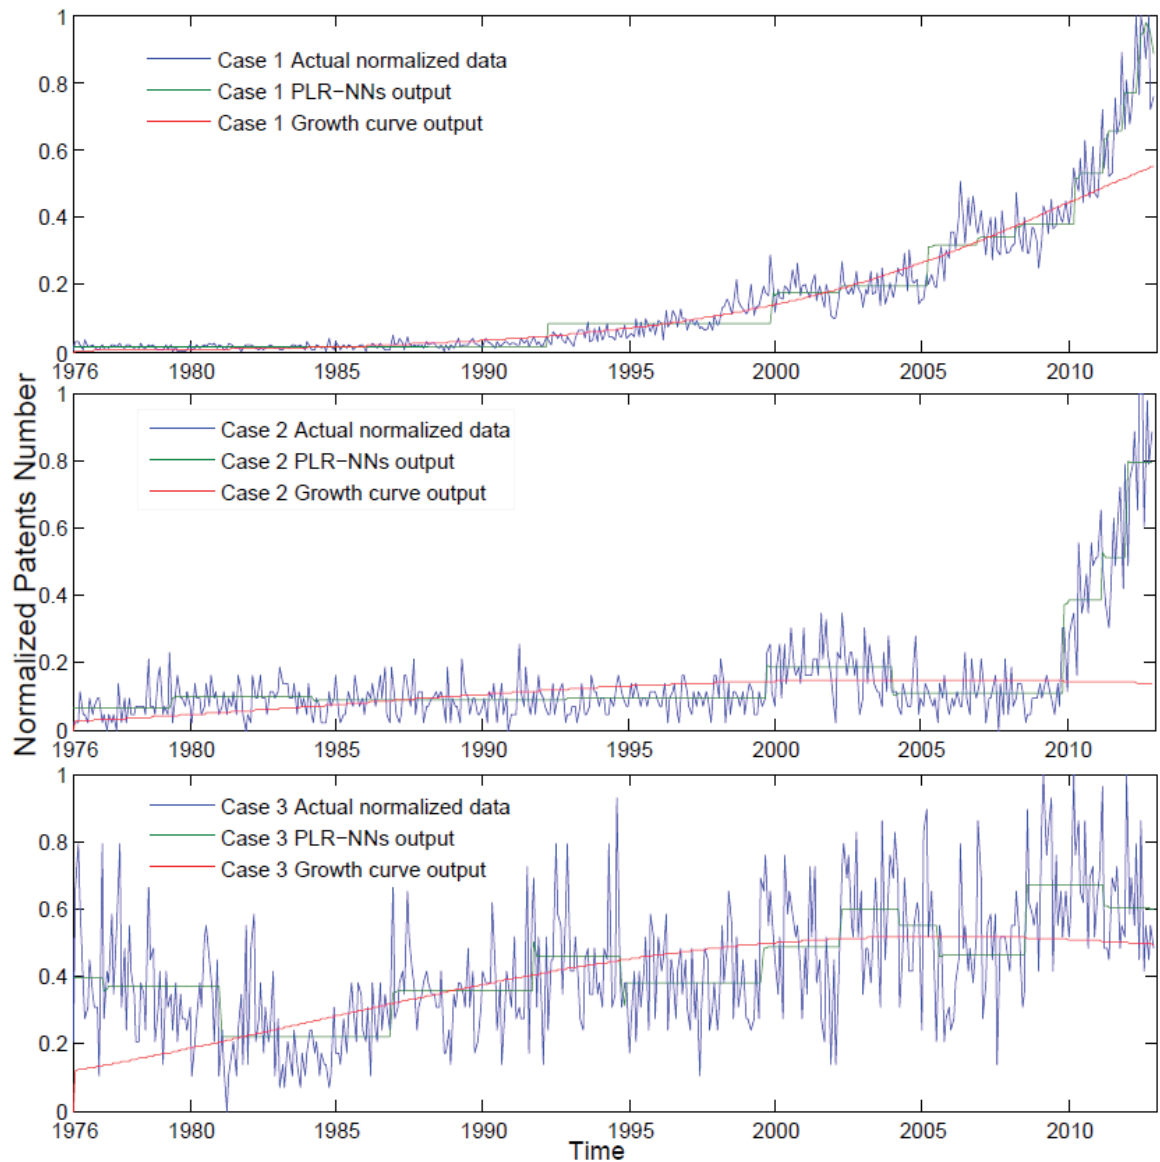 1
0.8
0.6
0.4
0.2
0
Case 1 Actual normalized data
Case 1 PLR−NNs output
Case 1 Growth curve output
1976 1980 1985 1990 1995 2000 2005 2010
Normalized Patents Number
1
0.8
0.6
0.4
0.2
0
Case 2 Actual normalized data
Case 2 PLR−NNs output
Case 2 Growth curve output
1976 1980 1985 1990 1995 2000 2005 2010
1
0.8
0.6
0.4
0.2
0
Case 3 Actual normalized data
Case 3 PLR−NNs output
Case 3 Growth curve output
1976 1980 1985 1990 1995 2000 2005 2010
Time